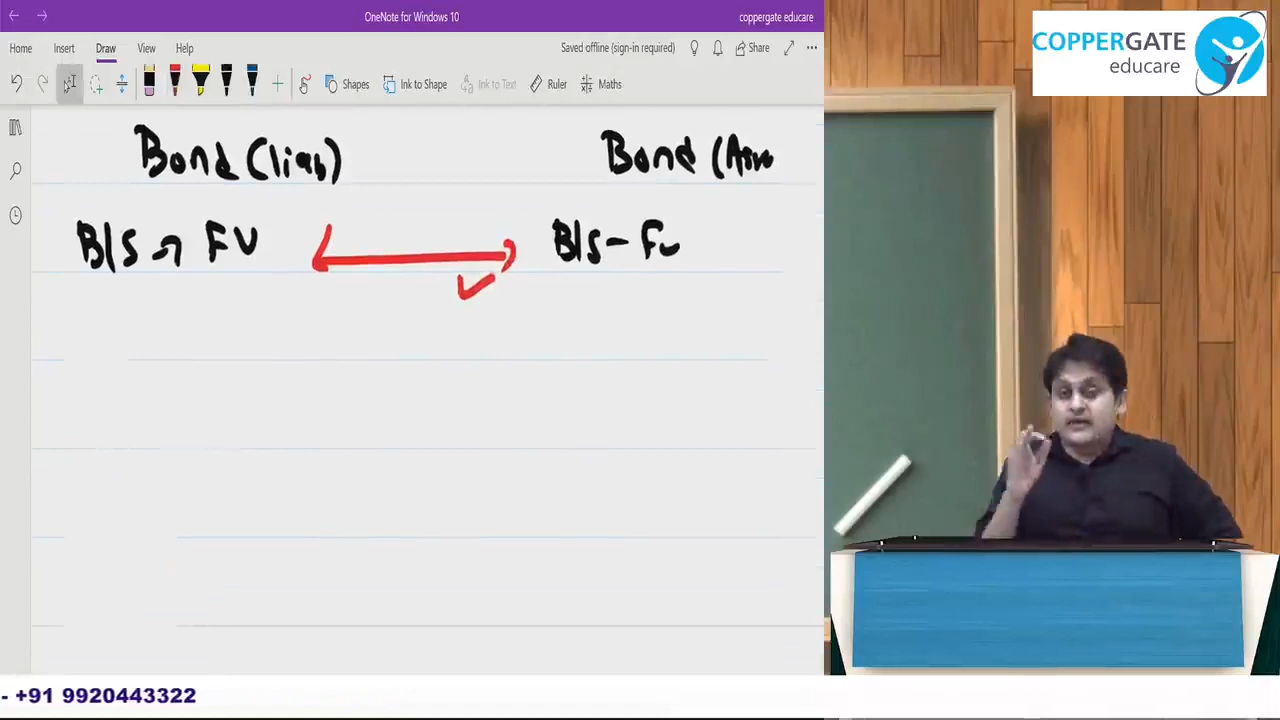 OneNote for Windows 10
coppergate educare
Home Insert Draw View Help
Saved offline (sign-in required)
Share
Shapes
Ink to Shape
Ink to Text
Ruler
Maths
COPPERGATE
educare
Bond (liab)
Bond (
B/S → FV
B/S - FV
- +91 9920443322